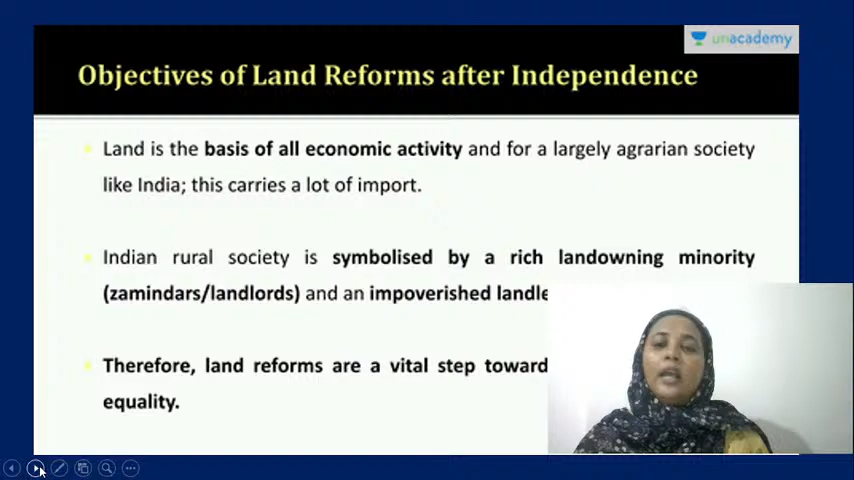 unacademy
Objectives of Land Reforms after Independence
Land is the basis of all economic activity and for a largely agrarian society
like India; this carries a lot of import.
Indian rural society is symbolised by a rich landowning minority
(zamindars/landlords) and an impoverished
Therefore, land reforms are a vital step
equality.